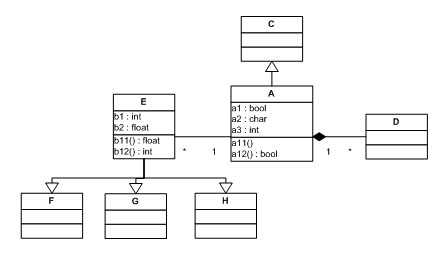 C
A
a1 : bool
a2 : char
a3 : int
a11()
a12() : bool
E
b1 : int
b2 : float
b11() : float
b12() : int
* 1
D
1 *
F
G
H